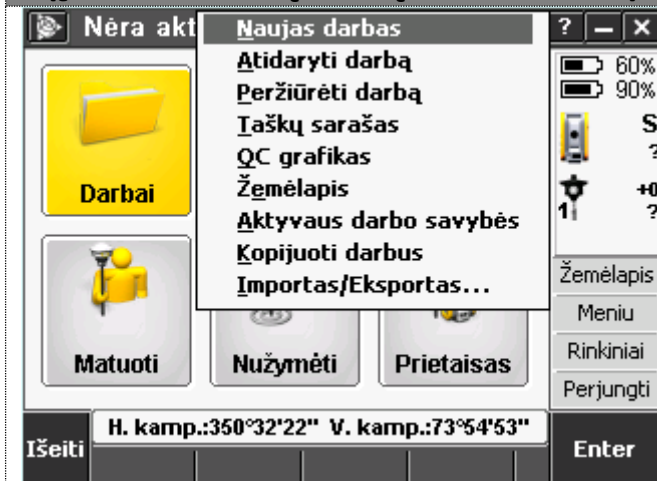 Nėra akt
? — ×
Naujas darbas
Atidaryti darbą
Peržiūrėti darbą
Taškų sarašas
QC grafikas
Žemėlapis
Aktyvaus darbo savybės
Kopijuoti darbus
Importas/Eksportas...
60%
90%
S
?
+0
1 ?
Darbai
Matuoti
Nužymėti
Prietaisas
Žemėlapis
Meniu
Rinkiniai
Perjungti
Išeiti
H. kamp.:350°32'22" V. kamp.:73°54'53"
Enter